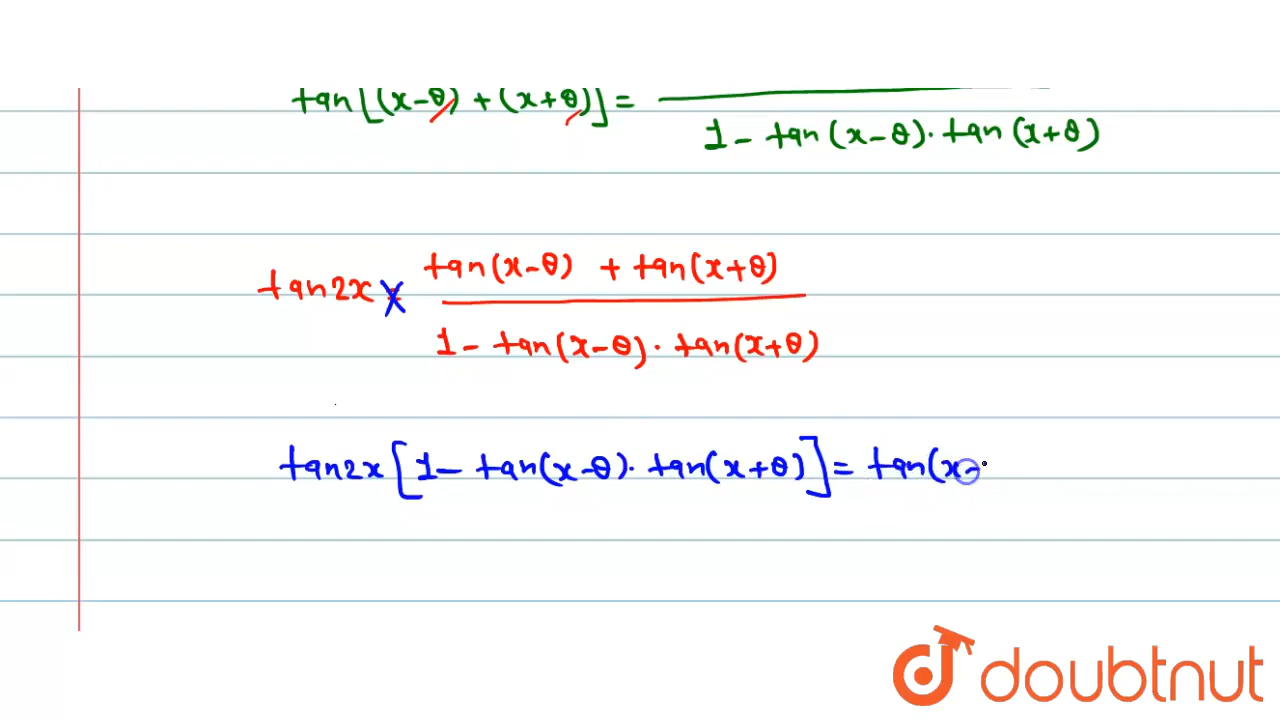 tan[(x-θ) + (x+θ)] =
1 - tan(x-θ). tan(x+θ)
tan(x-θ) + tan(x+θ)
tan2x =
1 - tan(x-θ). tan(x+θ)
tan2x[1 - tan(x-θ). tan(x+θ)] = tan(x-
doubtnut